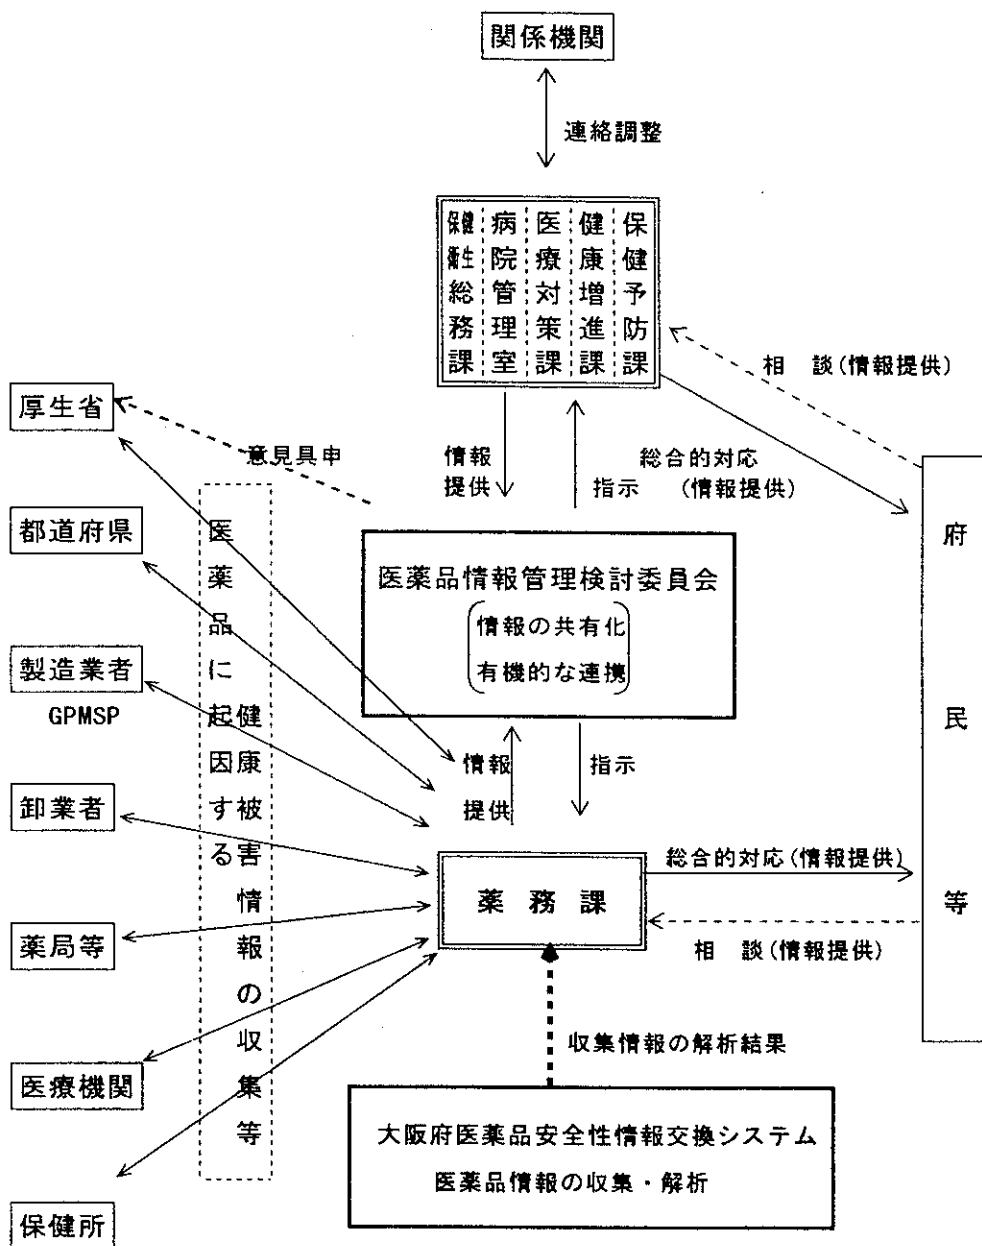 関係機関
連絡調整
保健衛生総務課
病院管理室
医療対策課
健康増進課
保健予防課
相　談(情報提供)
厚生省
意見具申
情報
提供
指示
総合的対応
(情報提供)
都道府県
製造業者
GPMSP
卸業者
薬局等
医療機関
保健所
医薬品に起因する
健康被害情報の収集等
医薬品情報管理検討委員会
情報の共有化
有機的な連携
情報
提供
指示
府民等
薬務課
総合的対応(情報提供)
相　談(情報提供)
収集情報の解析結果
大阪府医薬品安全性情報交換システム
医薬品情報の収集・解析